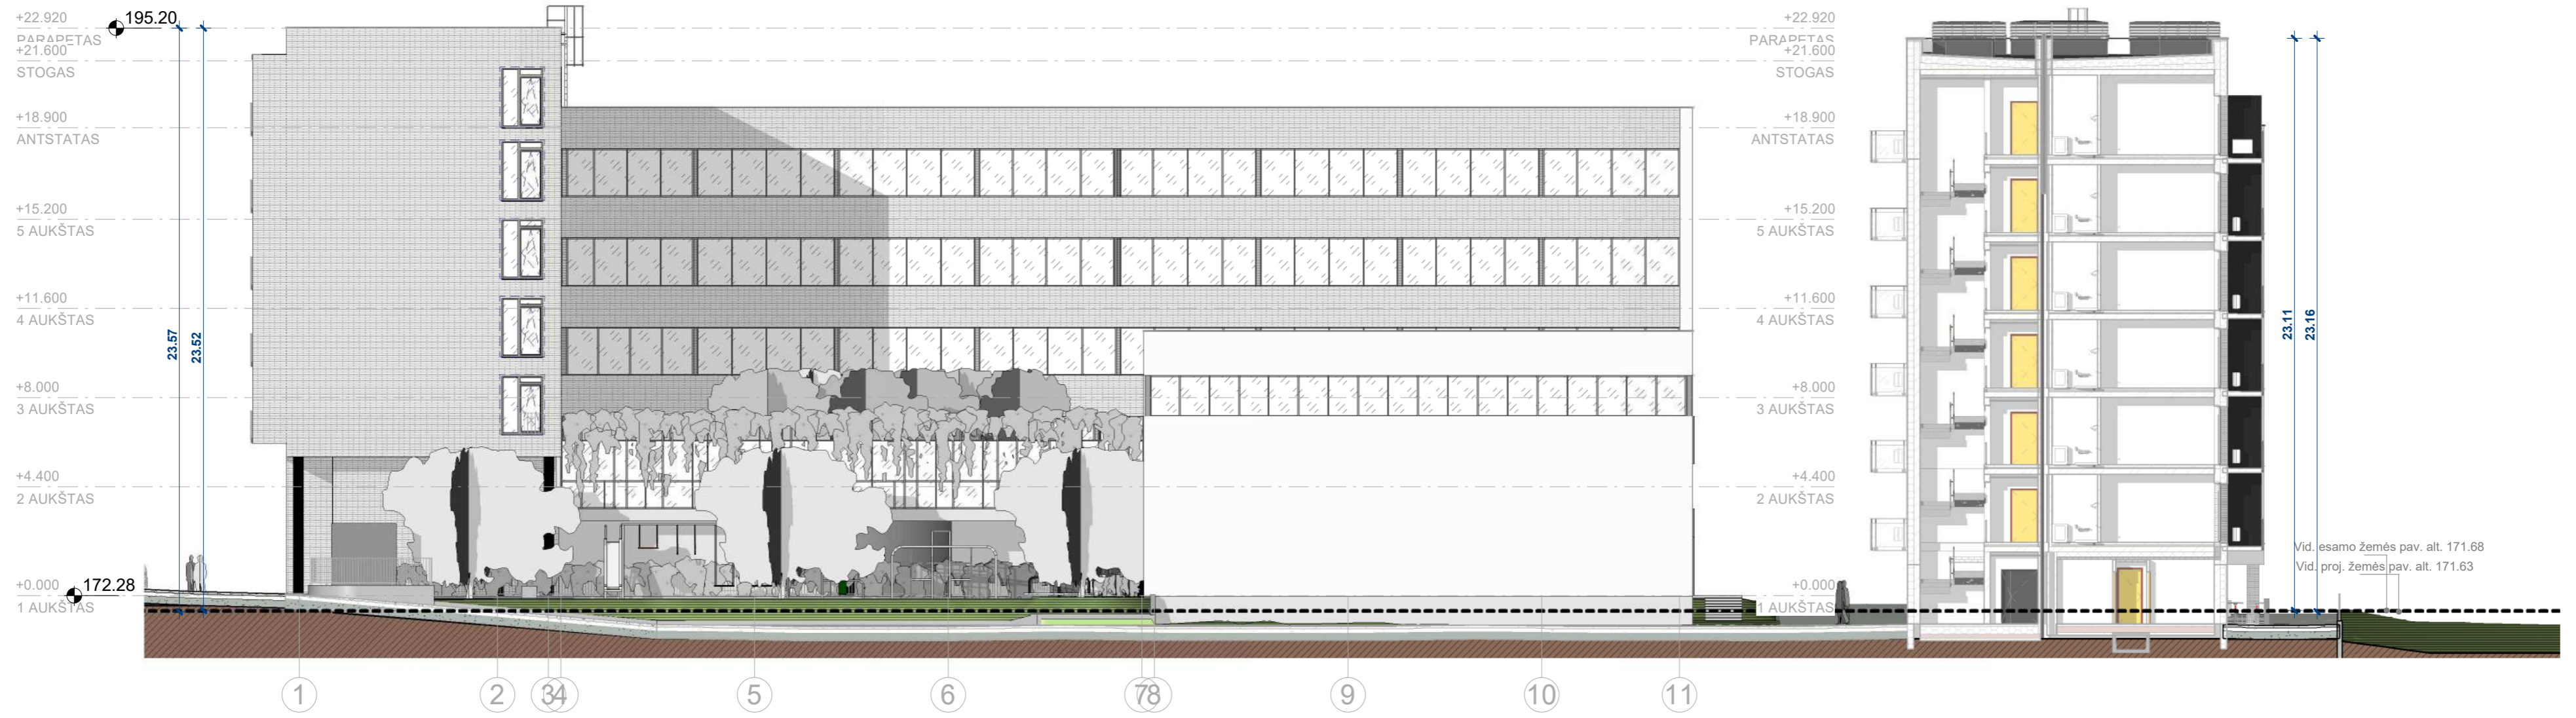 +22.920
PARAPETAS
195.20
+21.600
STOGAS
+18.900
ANTSTATAS
+15.200
5 AUKŠTAS
+11.600
4 AUKŠTAS
+8.000
3 AUKŠTAS
+4.400
2 AUKŠTAS
+0.000
1 AUKŠTAS
172.28
23.57
23.52
+22.920
PARAPETAS
+21.600
STOGAS
+18.900
ANTSTATAS
+15.200
5 AUKŠTAS
+11.600
4 AUKŠTAS
+8.000
3 AUKŠTAS
+4.400
2 AUKŠTAS
+0.000
1 AUKŠTAS
23.11
23.16
Vid. esamo žemės pav. alt. 171.68
Vid. proj. žemės pav. alt. 171.63
1 2 3 4 5 6 7 8 9 10 11